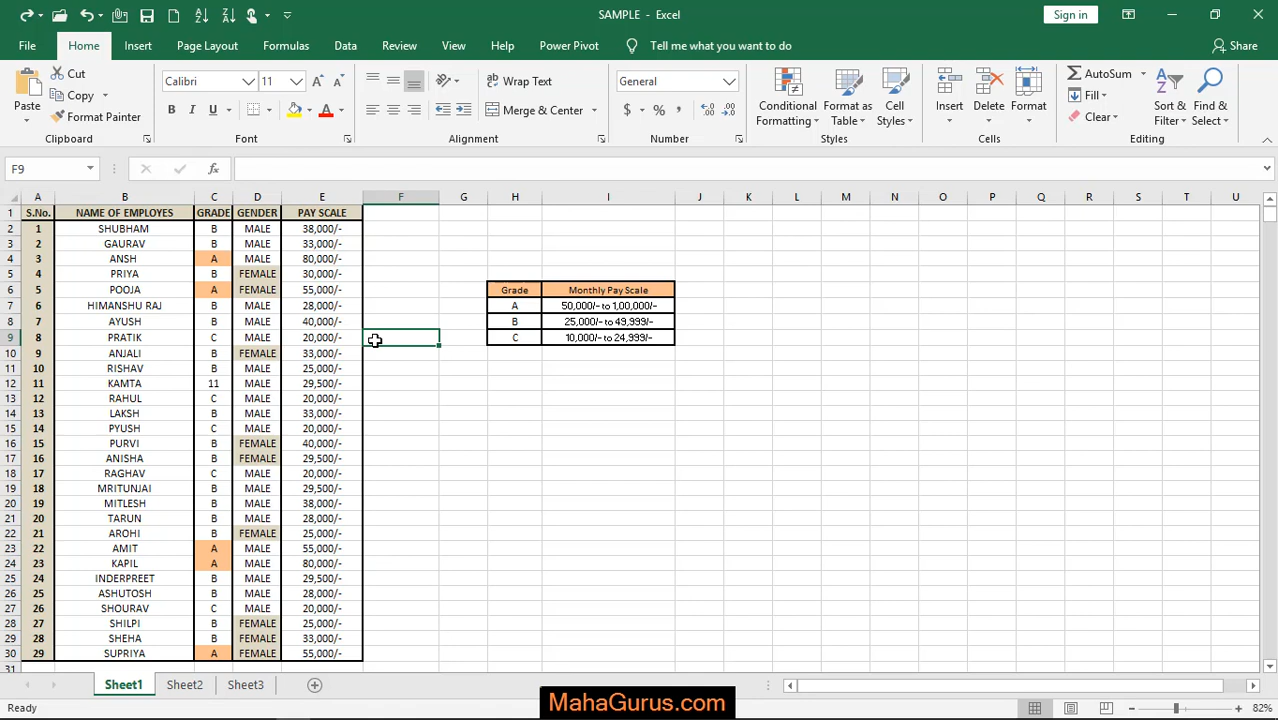 SAMPLE - Excel
Sign in
File Home Insert Page Layout Formulas Data Review View Help Power Pivot Tell me what you want to do Share
Paste Cut Copy Format Painter Clipboard
Calibri 11 A A B I U A Font
ab Wrap Text Merge & Center Alignment
General $ % , Number
Conditional Formatting Format as Table Cell Styles Styles
Insert Delete Format Cells
AutoSum Fill Clear Sort & Filter Find & Select Editing
F9 fx
A B C D E F G H I J K L M N O P Q R S T U
1 S.No. NAME OF EMPLOYES GRADE GENDER PAY SCALE
2 1 SHUBHAM B MALE 38,000/-
3 2 GAURAV B MALE 33,000/-
4 3 ANSH A MALE 80,000/-
5 4 PRIYA B FEMALE 30,000/-
6 5 POOJA A FEMALE 55,000/- Grade Monthly Pay Scale
7 6 HIMANSHU RAJ B MALE 28,000/- A 50,000/- to 1,00,000/-
8 7 AYUSH B MALE 40,000/- B 25,000/- to 49,999/-
9 8 PRATIK C MALE 20,000/- C 10,000/- to 24,999/-
10 9 ANJALI B FEMALE 33,000/-
11 10 RISHAV B MALE 25,000/-
12 11 KAMTA 11 MALE 29,500/-
13 12 RAHUL C MALE 20,000/-
14 13 LAKSH B MALE 33,000/-
15 14 PYUSH C MALE 20,000/-
16 15 PURVI B FEMALE 40,000/-
17 16 ANISHA B FEMALE 29,500/-
18 17 RAGHAV C MALE 20,000/-
19 18 MRITUNJAI B MALE 29,500/-
20 19 MITLESH B MALE 38,000/-
21 20 TARUN B MALE 28,000/-
22 21 AROHI B FEMALE 25,000/-
23 22 AMIT A MALE 55,000/-
24 23 KAPIL A MALE 80,000/-
25 24 INDERPREET B MALE 29,500/-
26 25 ASHUTOSH B MALE 28,000/-
27 26 SHOURAV C MALE 20,000/-
28 27 SHILPI B FEMALE 25,000/-
29 28 SHEHA B FEMALE 33,000/-
30 29 SUPRIYA A FEMALE 55,000/-
31
Sheet1 Sheet2 Sheet3
Ready MahaGurus.com 82%